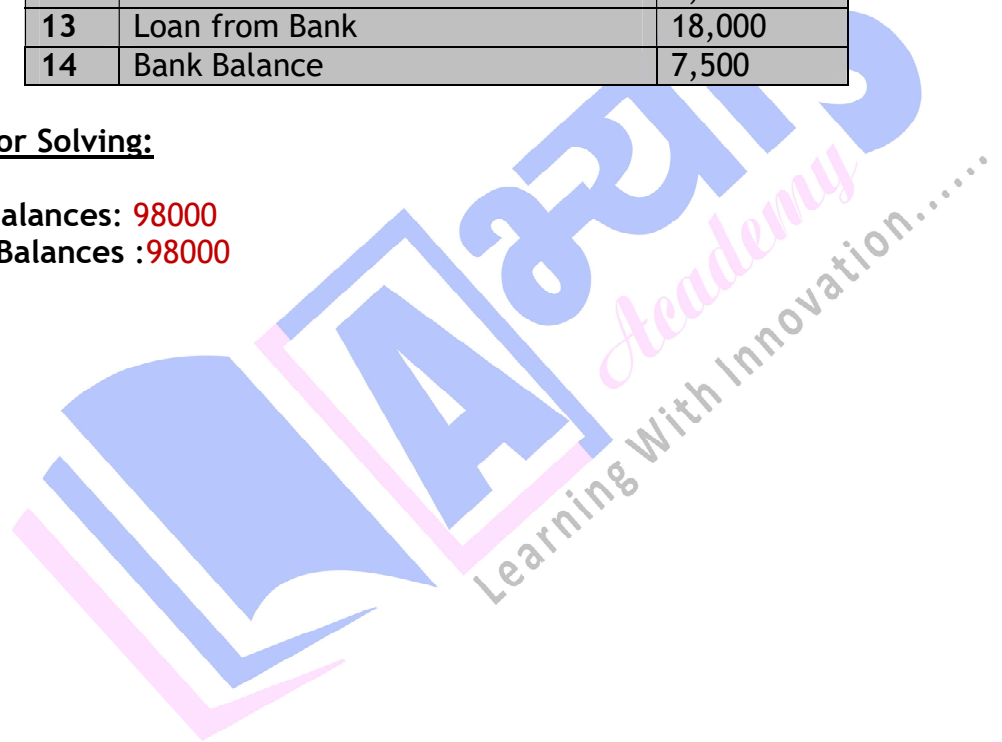 13 Loan from Bank 18,000
14 Bank Balance 7,500
or Solving:
alances: 98000
Balances :98000
A
Academy
Learning With Innovation.....